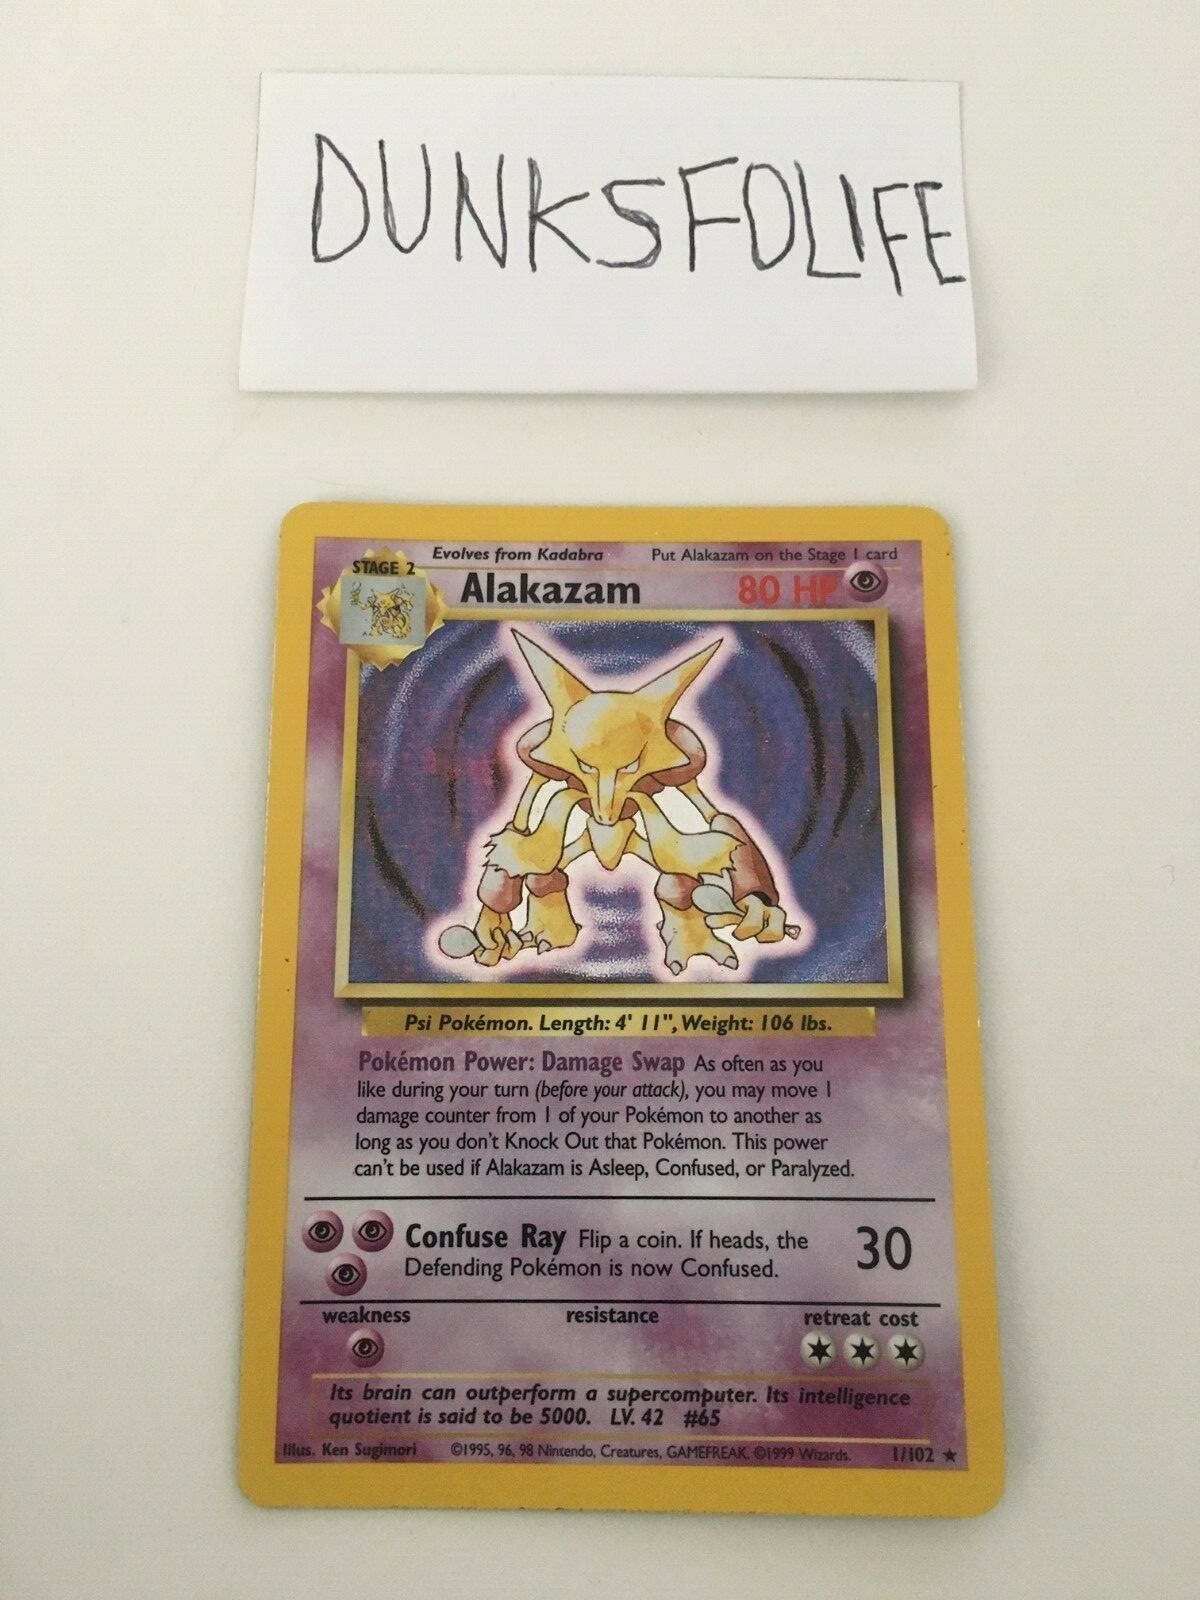 DUNKSFOLIFE
Evolves from Kadabra Put Alakazam on the Stage 1 card
STAGE 2
Alakazam 80 HP
Psi Pokémon. Length: 4' 11", Weight: 106 lbs.
Pokémon Power: Damage Swap As often as you
like during your turn (before your attack), you may move 1
damage counter from 1 of your Pokémon to another as
long as you don't Knock Out that Pokémon. This power
can't be used if Alakazam is Asleep, Confused, or Paralyzed.
Confuse Ray Flip a coin. If heads, the 30
Defending Pokémon is now Confused.
weakness resistance retreat cost
Its brain can outperform a supercomputer. Its intelligence
quotient is said to be 5000. LV. 42 #65
Illus. Ken Sugimori ©1995, 96, 98 Nintendo, Creatures, GAMEFREAK. ©1999 Wizards. 1/102 ★